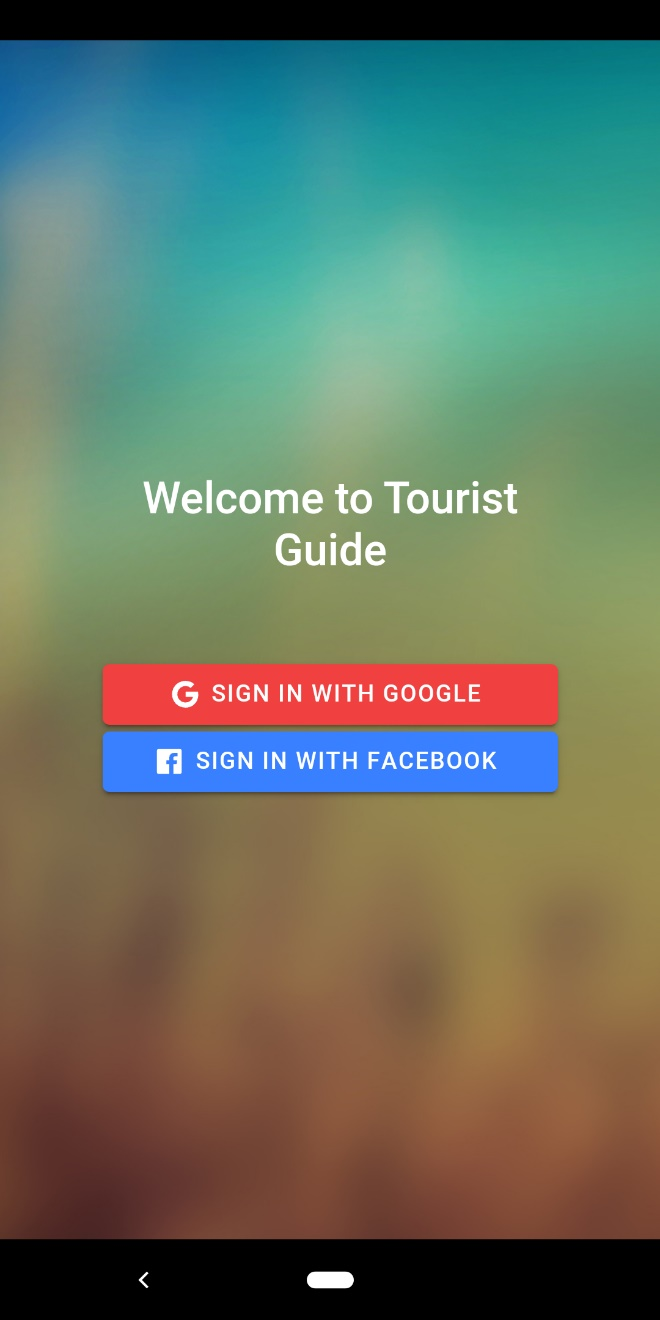 Welcome to Tourist
Guide
SIGN IN WITH GOOGLE
SIGN IN WITH FACEBOOK